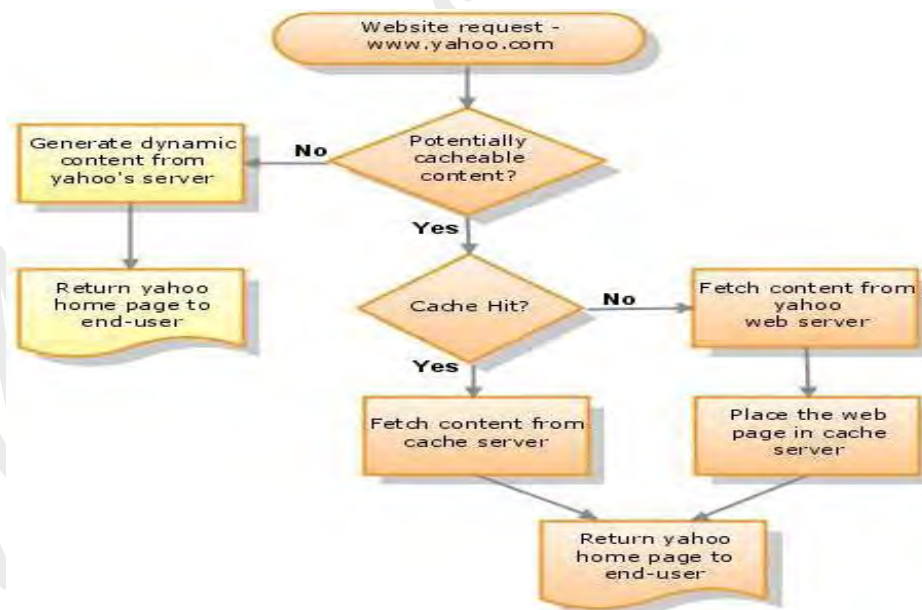 Website request -
www.yahoo.com
Potentially
cacheable
content?
No
Generate dynamic
content from
yahoo's server
Return yahoo
home page to
end-user
Yes
Cache Hit?
No
Fetch content from
yahoo
web server
Place the web
page in cache
server
Yes
Fetch content from
cache server
Return yahoo
home page to
end-user